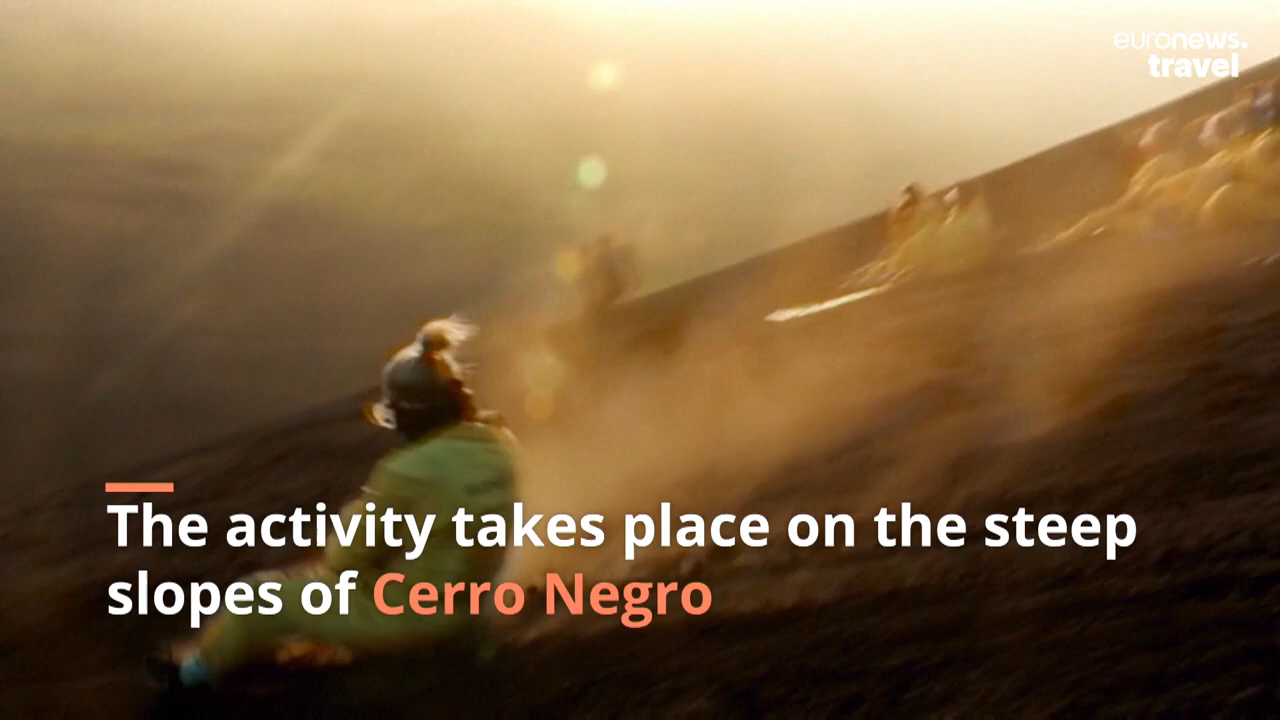 euronews.
travel
The activity takes place on the steep
slopes of Cerro Negro